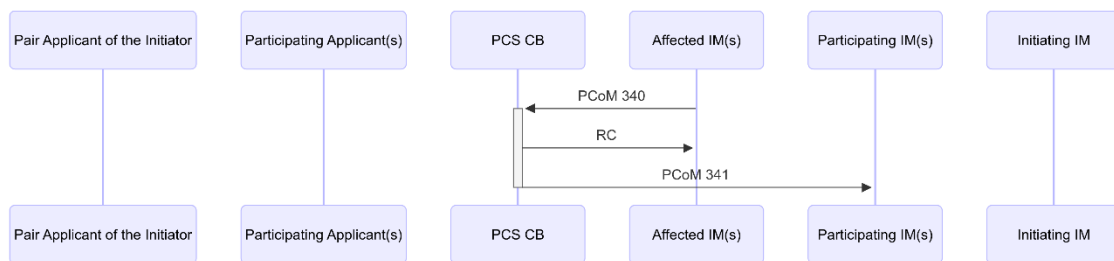 Pair Applicant of the Initiator
Participating Applicant(s)
PCS CB
Affected IM(s)
Participating IM(s)
Initiating IM
PCoM 340
RC
PCoM 341
Pair Applicant of the Initiator
Participating Applicant(s)
PCS CB
Affected IM(s)
Participating IM(s)
Initiating IM